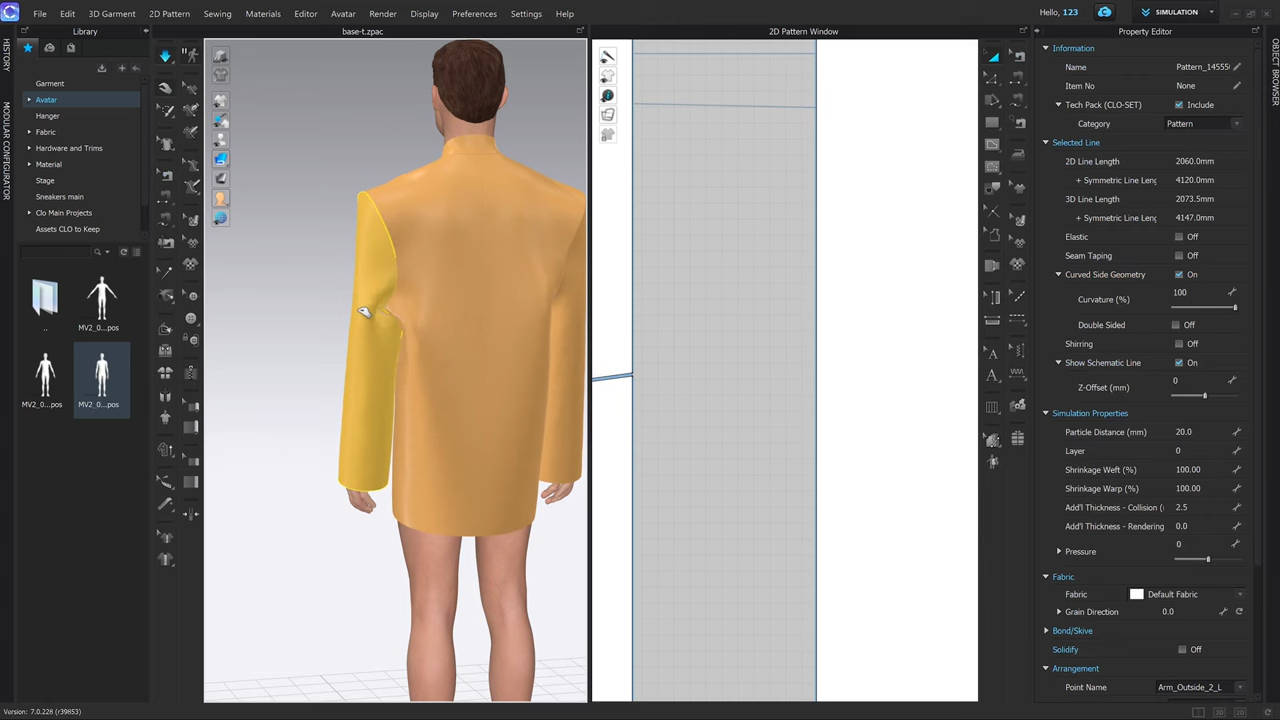 File Edit 3D Garment 2D Pattern Sewing Materials Editor Avatar Render Display Preferences Settings Help
Hello, 123
SIMULATION
HISTORY
MODULAR CONFIGURATOR
Library
Garment
Avatar
Hanger
Fabric
Hardware and Trims
Material
Stage
Sneakers main
Clo Main Projects
Assets CLO to Keep
..
MV2_0...pos
MV2_0...pos
MV2_0...pos
base-t.zpac
2D Pattern Window
Property Editor
OBJECT BROWSER
Information
Name Pattern_14555
Item No None
Tech Pack (CLO-SET) Include
Category Pattern
Selected Line
2D Line Length 2060.0mm
+ Symmetric Line Leng 4120.0mm
3D Line Length 2073.5mm
+ Symmetric Line Leng 4147.0mm
Elastic Off
Seam Taping Off
Curved Side Geometry On
Curvature (%) 100
Double Sided Off
Shirring Off
Show Schematic Line On
Z-Offset (mm) 0
Simulation Properties
Particle Distance (mm) 20.0
Layer 0
Shrinkage Weft (%) 100.00
Shrinkage Warp (%) 100.00
Add'l Thickness - Collision ( 2.5
Add'l Thickness - Rendering 0.0
Pressure 0
Fabric
Fabric Default Fabric
Grain Direction 0.0
Bond/Skive
Solidify Off
Arrangement
Point Name Arm_Outside_2_L
Version: 7.0.228 (r39853)
3D 2D